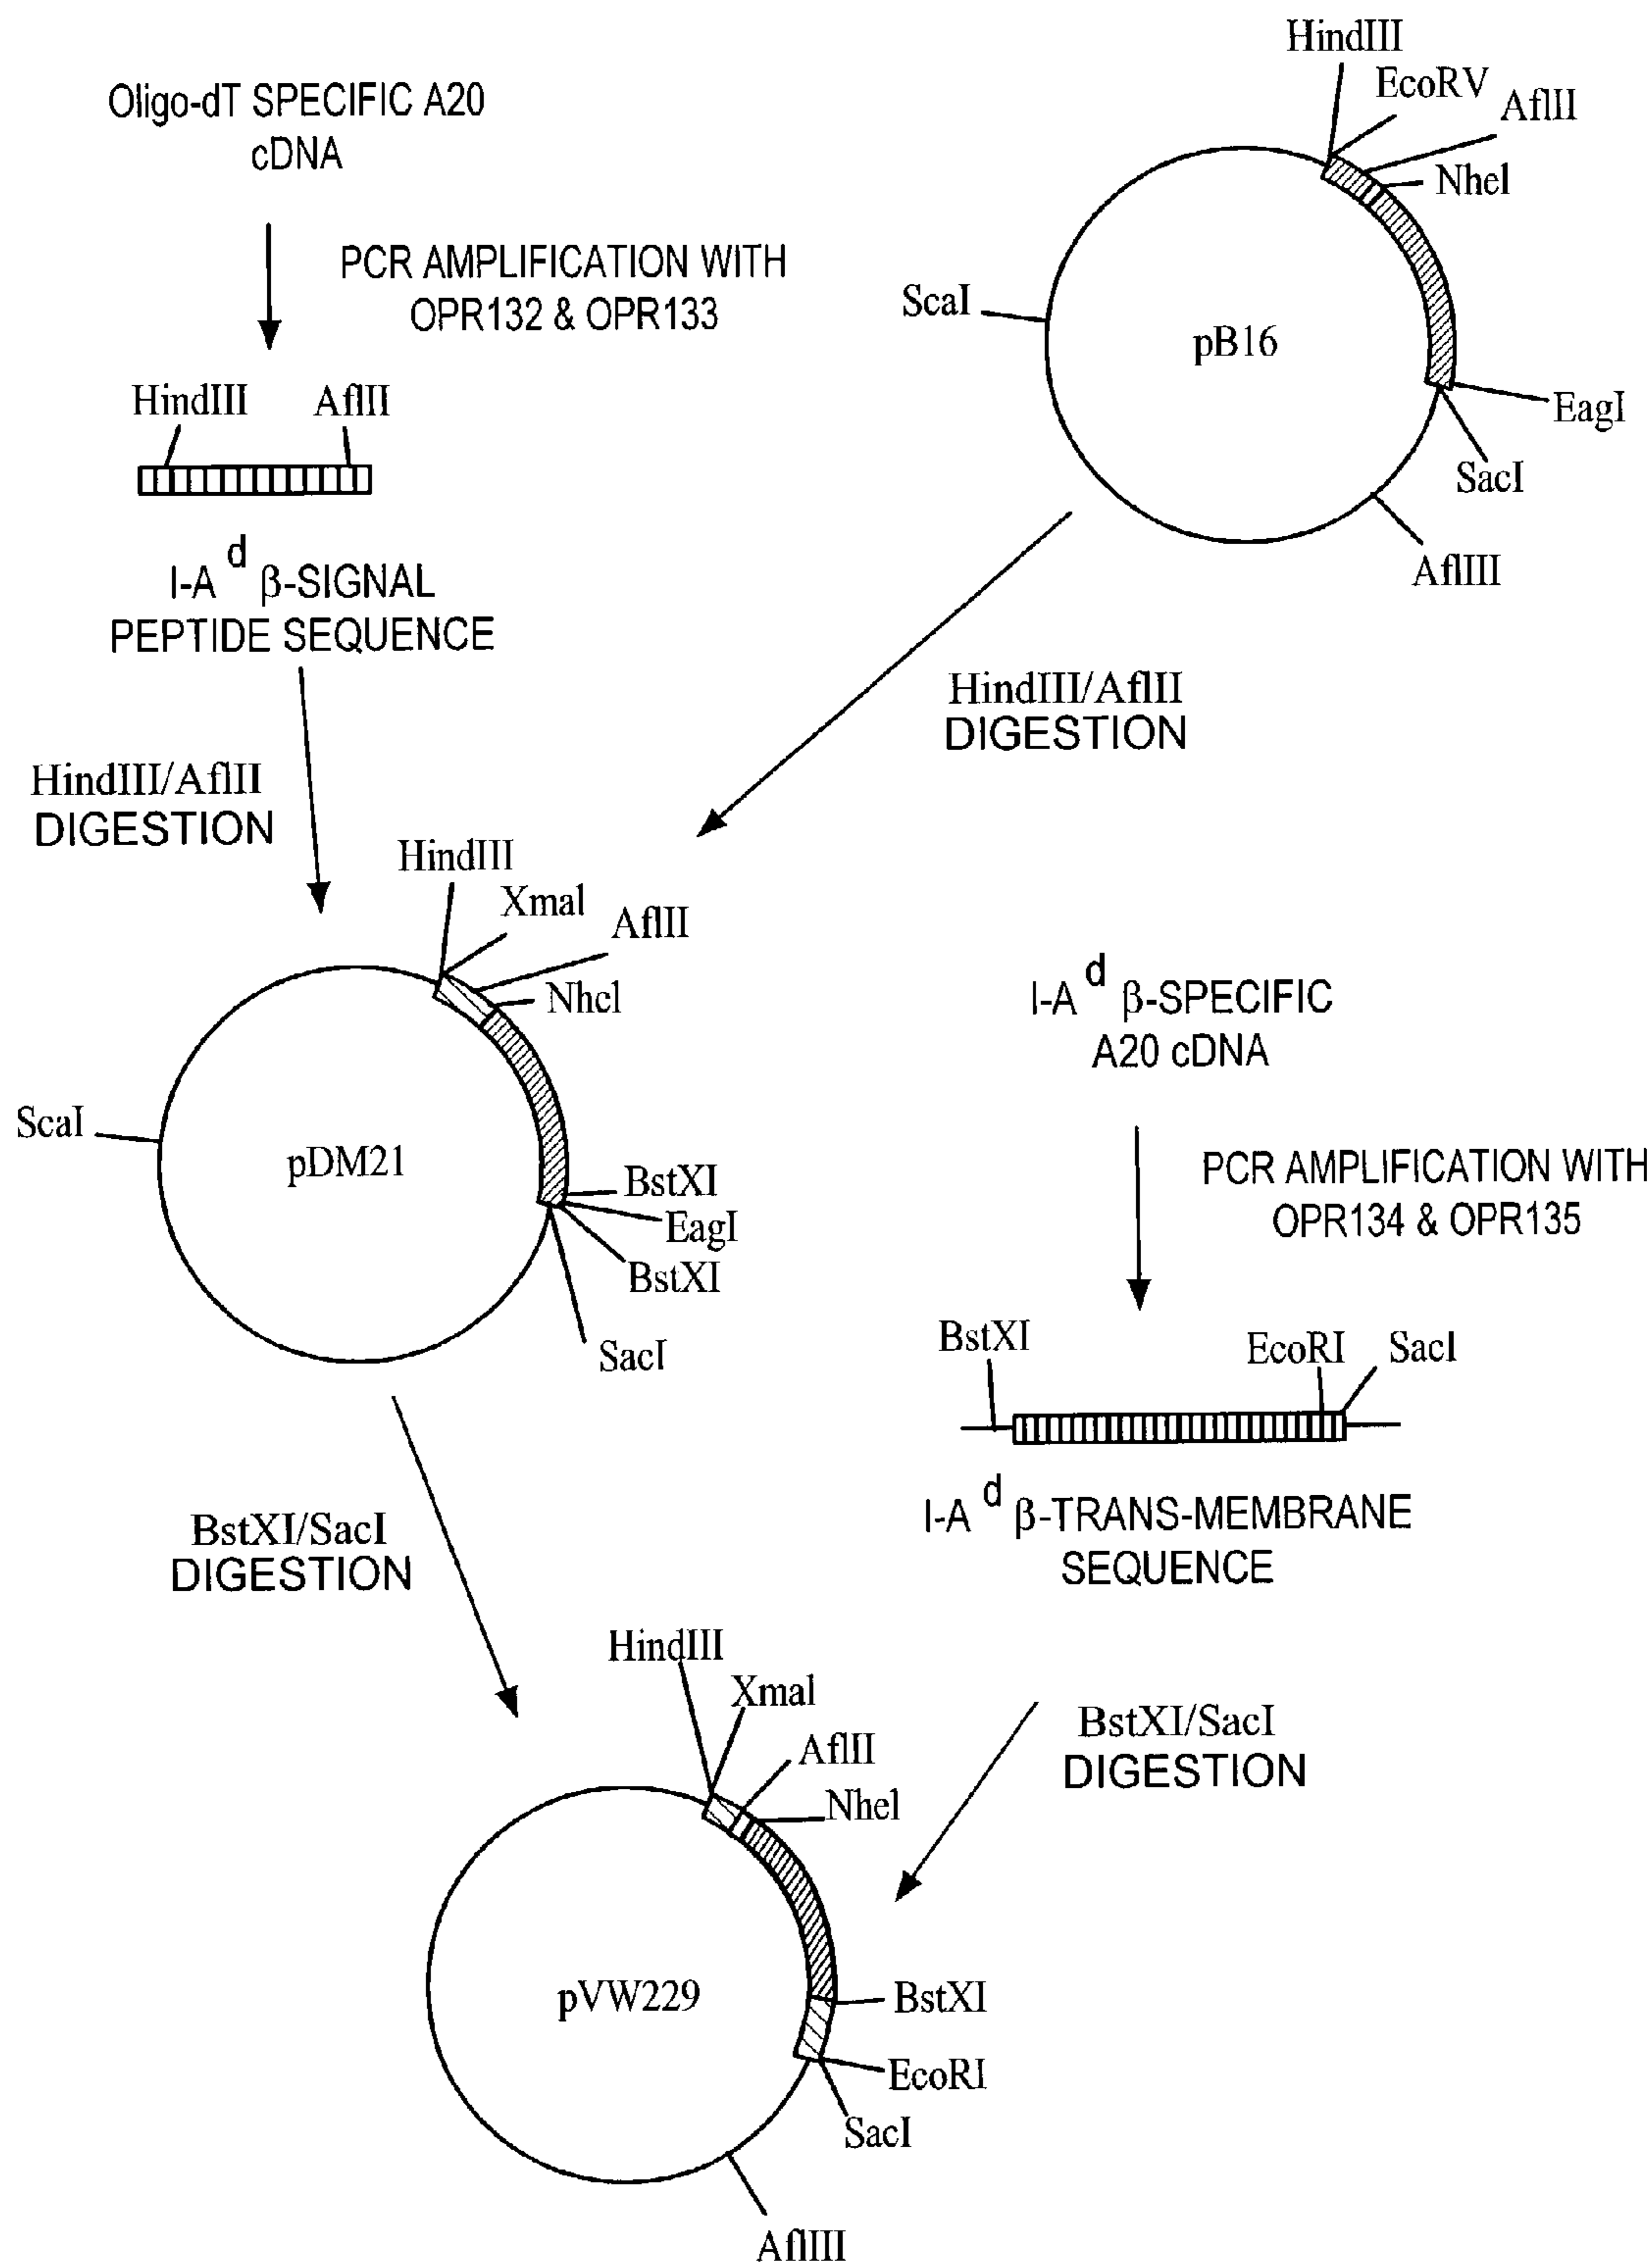 Oligo-dT SPECIFIC A20
cDNA
PCR AMPLIFICATION WITH
OPR132 & OPR133
HindIII
AflII
I-A d β-SIGNAL
PEPTIDE SEQUENCE
HindIII/AflII
DIGESTION
HindIII
EcoRV
AflII
NheI
ScaI
pB16
EagI
SacI
AflIII
HindIII/AflII
DIGESTION
HindIII
XmaI
AflII
NhcI
ScaI
pDM21
BstXI
EagI
BstXI
SacI
I-A d β-SPECIFIC
A20 cDNA
PCR AMPLIFICATION WITH
OPR134 & OPR135
BstXI
EcoRI
SacI
I-A d β-TRANS-MEMBRANE
SEQUENCE
BstXI/SacI
DIGESTION
BstXI/SacI
DIGESTION
HindIII
XmaI
AflII
NheI
pVW229
BstXI
EcoRI
SacI
AflIII